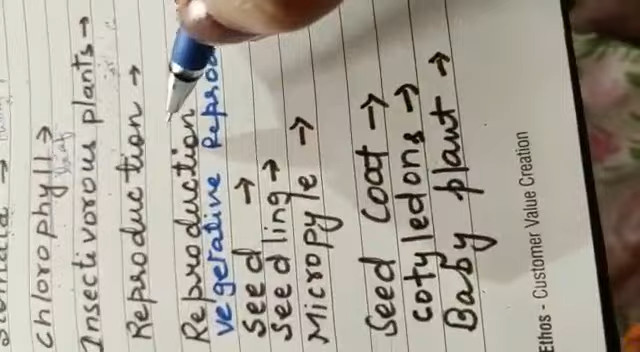 Chlorophyll →
Insectivorous plants →
Reproduction →
Reproduction
vegetative Repro
Seed →
Seedling →
Micropyle →
Seed Coat →
cotyledons →
Baby plant →
Ethos - Customer Value Creation